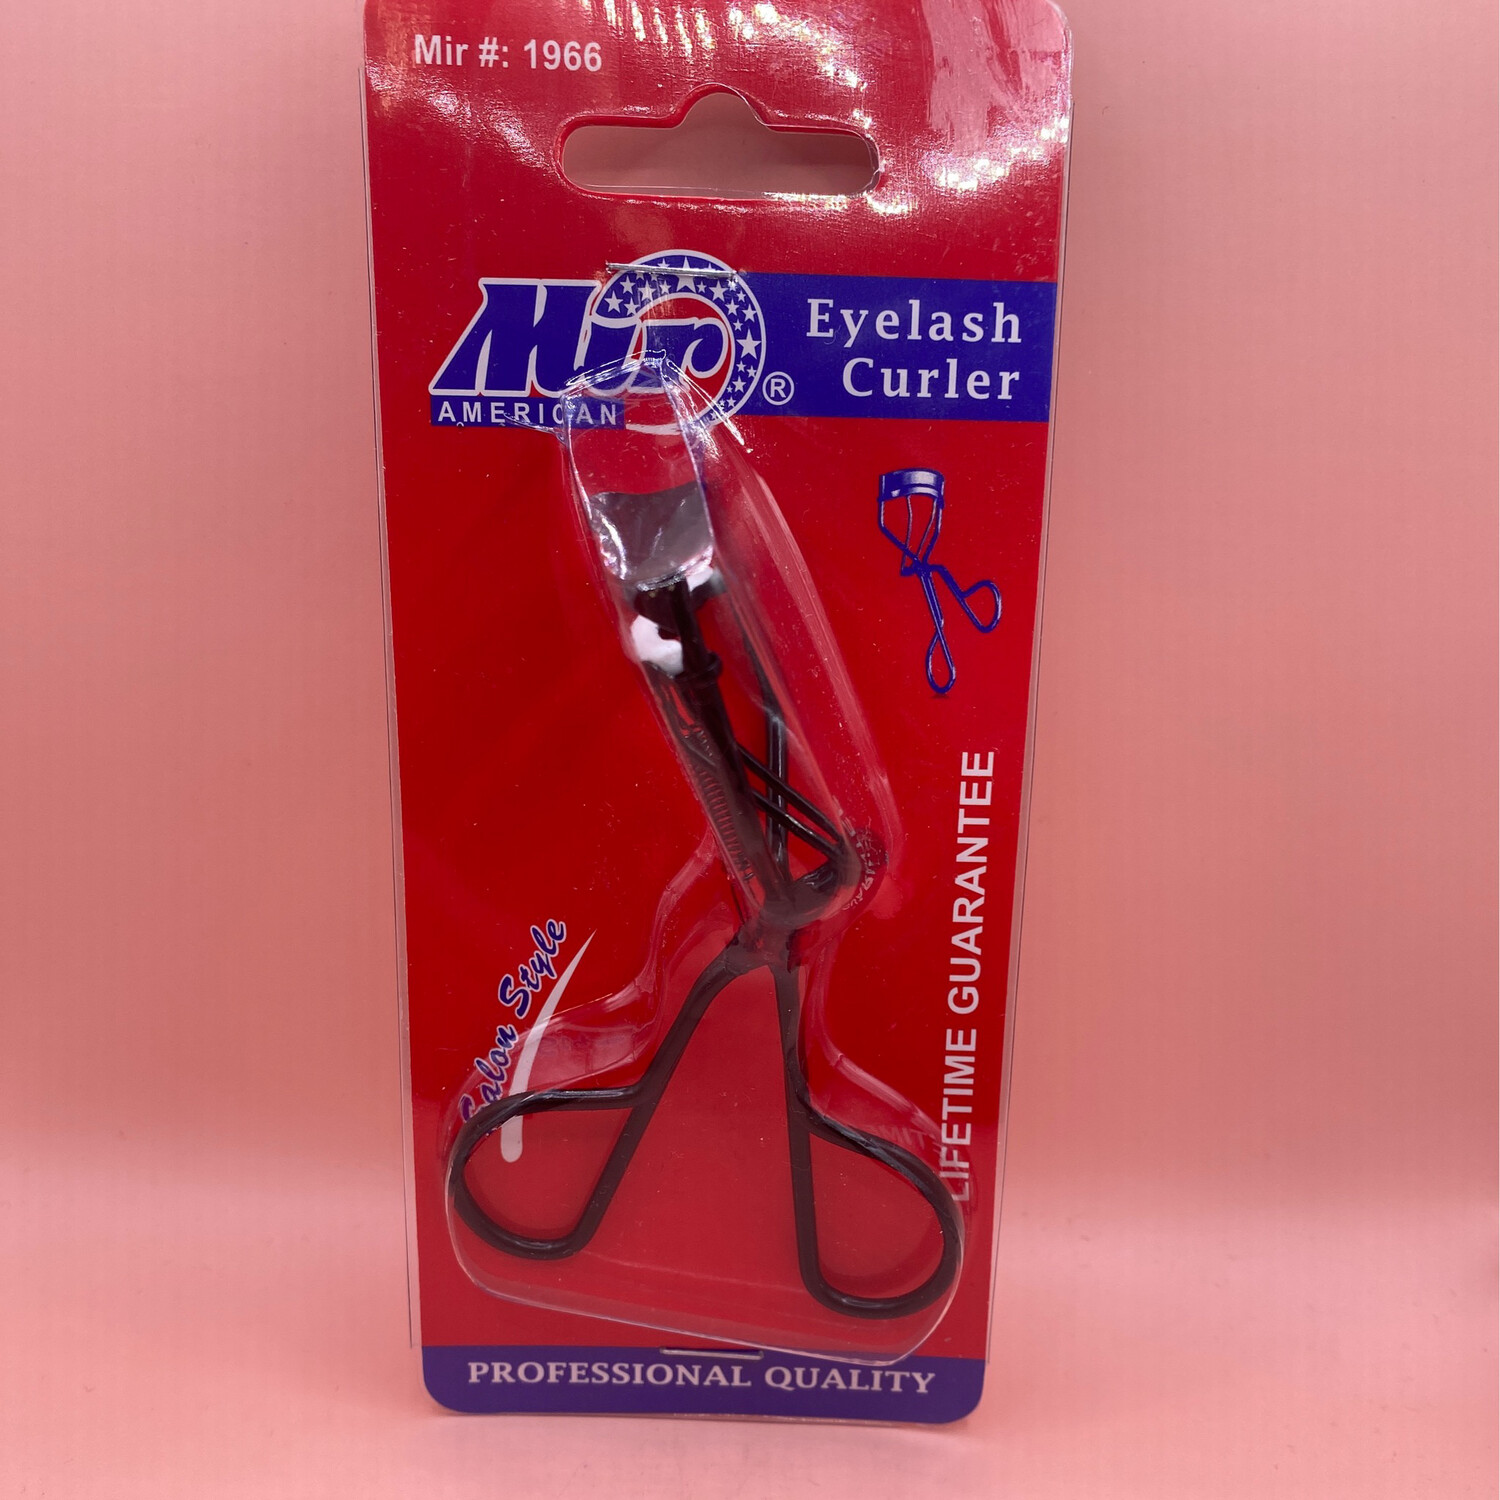 Mir #: 1966
Mir
AMERICAN
®
Eyelash
Curler
Salon Style
LIFETIME GUARANTEE
PROFESSIONAL QUALITY